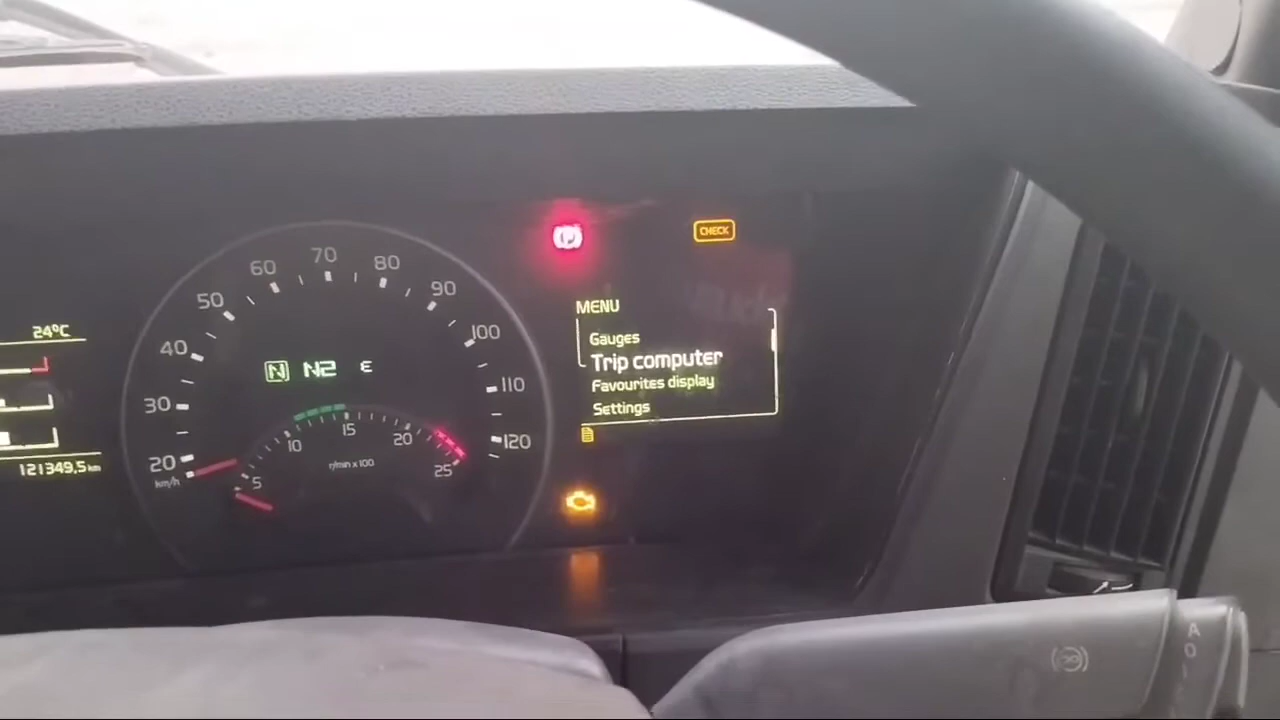 24°C
121349,5 km
20
30
40
50
60
70
80
90
100
110
120
km/h
N N2 E
5
10
15
20
25
r/min x 100
P
CHECK
MENU
Gauges
Trip computer
Favourites display
Settings
A
0
I